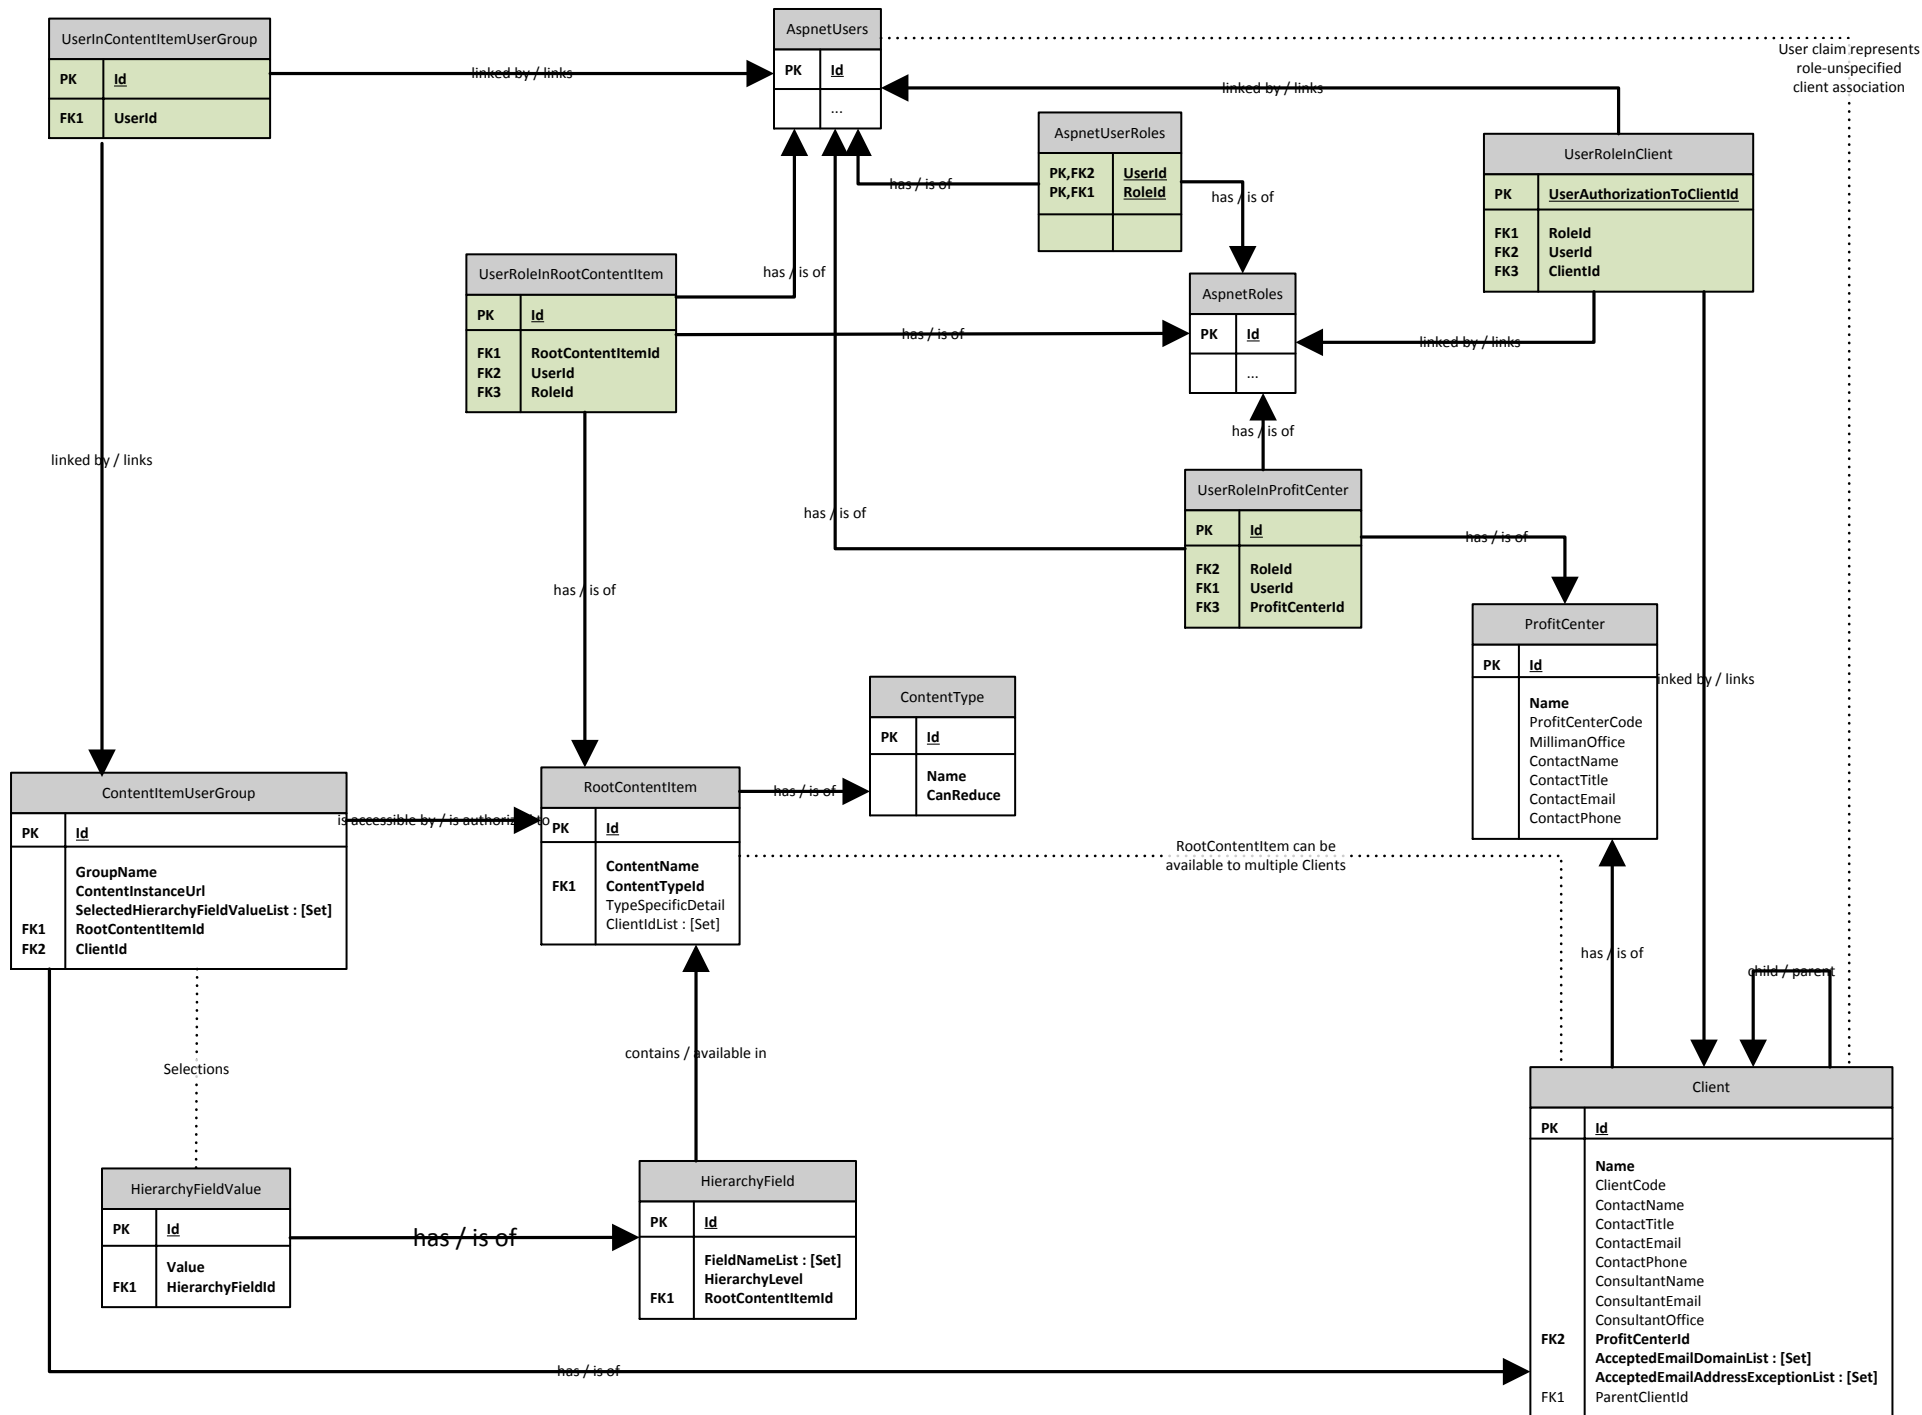 UserInContentItemUserGroup
PK Id
FK1 UserId
AspnetUsers
PK Id
...
User claim represents
role-unspecified
client association
linked by / links
linked by / links
AspnetUserRoles
PK,FK2 UserId
PK,FK1 RoleId
has / is of
has / is of
UserRoleInClient
PK UserAuthorizationToClientId
FK1 RoleId
FK2 UserId
FK3 ClientId
UserRoleInRootContentItem
PK Id
FK1 RootContentItemId
FK2 UserId
FK3 RoleId
has / is of
has / is of
AspnetRoles
PK Id
...
linked by / links
has / is of
linked by / links
UserRoleInProfitCenter
PK Id
FK2 RoleId
FK1 UserId
FK3 ProfitCenterId
has / is of
has / is of
has / is of
ProfitCenter
PK Id
Name
ProfitCenterCode
MillimanOffice
ContactName
ContactTitle
ContactEmail
ContactPhone
inked by / links
ContentType
PK Id
Name
CanReduce
ContentItemUserGroup
PK Id
GroupName
ContentInstanceUrl
SelectedHierarchyFieldValueList : [Set]
FK1 RootContentItemId
FK2 ClientId
is accessible by / is authorized to
RootContentItem
PK Id
ContentName
FK1 ContentTypeId
TypeSpecificDetail
ClientIdList : [Set]
has / is of
RootContentItem can be
available to multiple Clients
has / is of
child / parent
contains / available in
Selections
Client
PK Id
Name
ClientCode
ContactName
ContactTitle
ContactEmail
ContactPhone
ConsultantName
ConsultantEmail
ConsultantOffice
FK2 ProfitCenterId
AcceptedEmailDomainList : [Set]
AcceptedEmailAddressExceptionList : [Set]
FK1 ParentClientId
HierarchyFieldValue
PK Id
Value
FK1 HierarchyFieldId
has / is of
HierarchyField
PK Id
FieldNameList : [Set]
HierarchyLevel
FK1 RootContentItemId
has / is of